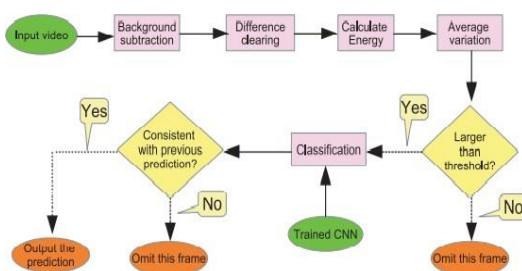 Input video
Background
subtraction
Difference
clearing
Calculate
Energy
Average
variation
Yes
Consistent
with previous
prediction?
Classification
Yes
Larger
than
threshold?
No
No
Output the
prediction
Omit this frame
Trained CNN
Omit this frame